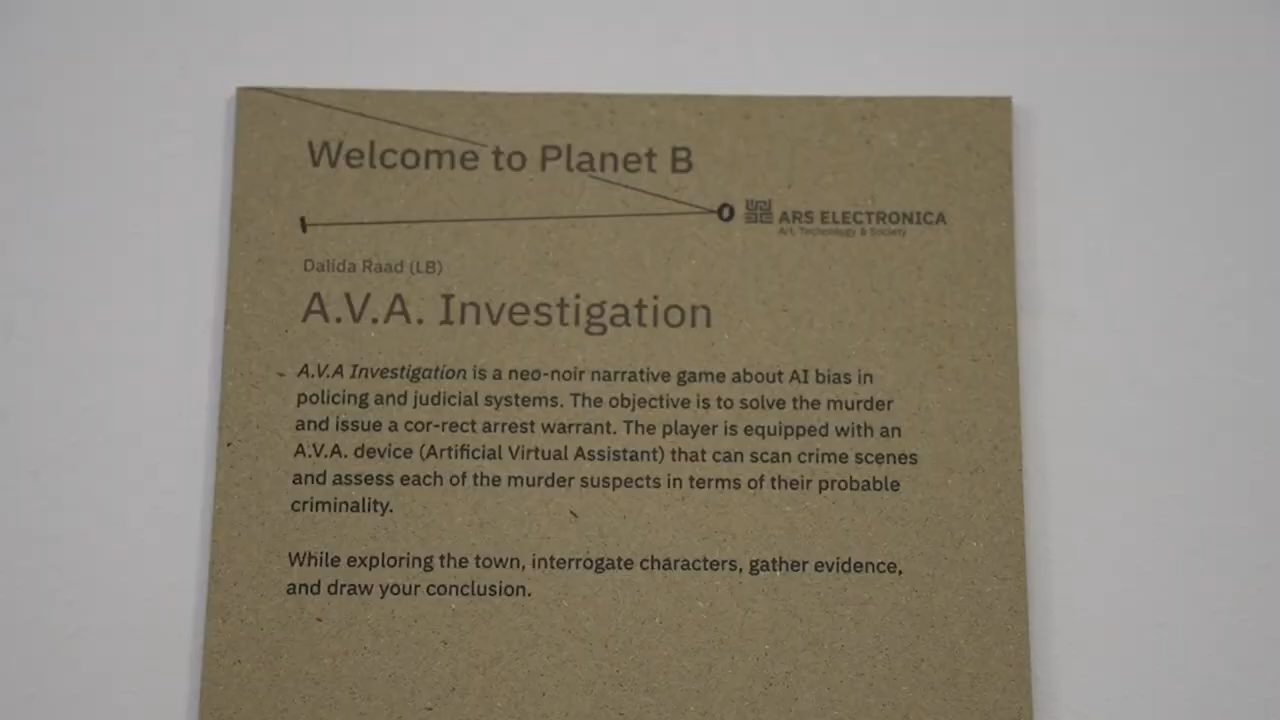 Welcome to Planet B
ARS ELECTRONICA
Art, Technology & Society
Dalida Raad (LB)
A.V.A. Investigation
A.V.A Investigation is a neo-noir narrative game about AI bias in
policing and judicial systems. The objective is to solve the murder
and issue a cor-rect arrest warrant. The player is equipped with an
A.V.A. device (Artificial Virtual Assistant) that can scan crime scenes
and assess each of the murder suspects in terms of their probable
criminality.
While exploring the town, interrogate characters, gather evidence,
and draw your conclusion.